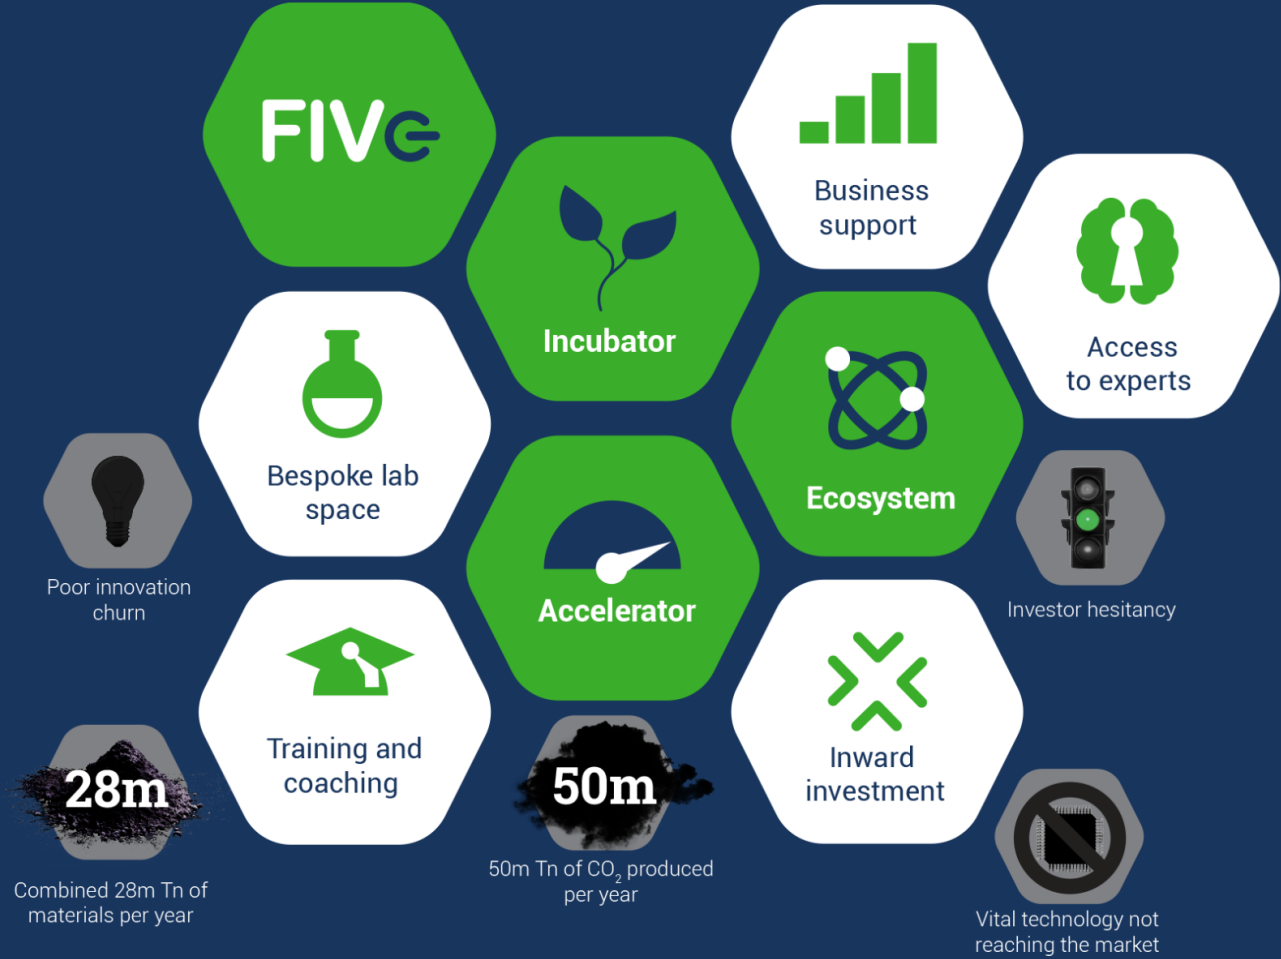 FIVe
Business
support
Incubator
Access
to experts
Bespoke lab
space
Ecosystem
Poor innovation
churn
Accelerator
Investor hesitancy
Training and
coaching
28m
50m
Inward
investment
Combined 28m Tn of
materials per year
50m Tn of CO₂ produced
per year
Vital technology not
reaching the market